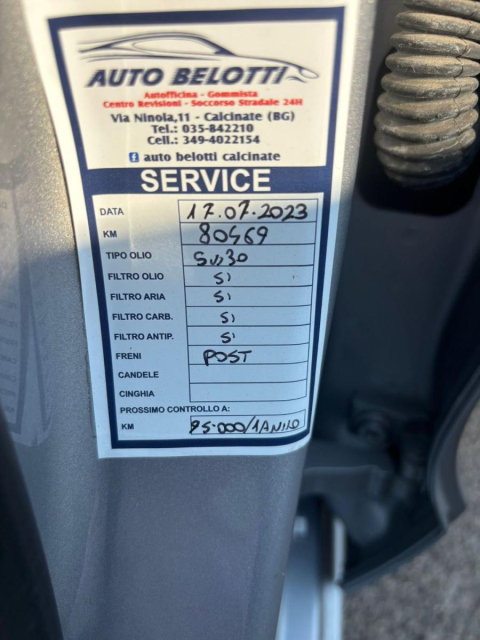 AUTO BELOTTI
Autofficina - Gommista
Centro Revisioni - Soccorso Stradale 24H
Via Ninola,11 - Calcinate (BG)
Tel.: 035-842210
Cell.: 349-4022154
f auto belotti calcinate
SERVICE
DATA 17.07.2023
KM 80469
TIPO OLIO 5W30
FILTRO OLIO SI
FILTRO ARIA SI
FILTRO CARB. SI
FILTRO ANTIP. SI
FRENI POST
CANDELE
CINGHIA
PROSSIMO CONTROLLO A:
KM 95.000/1ANNO